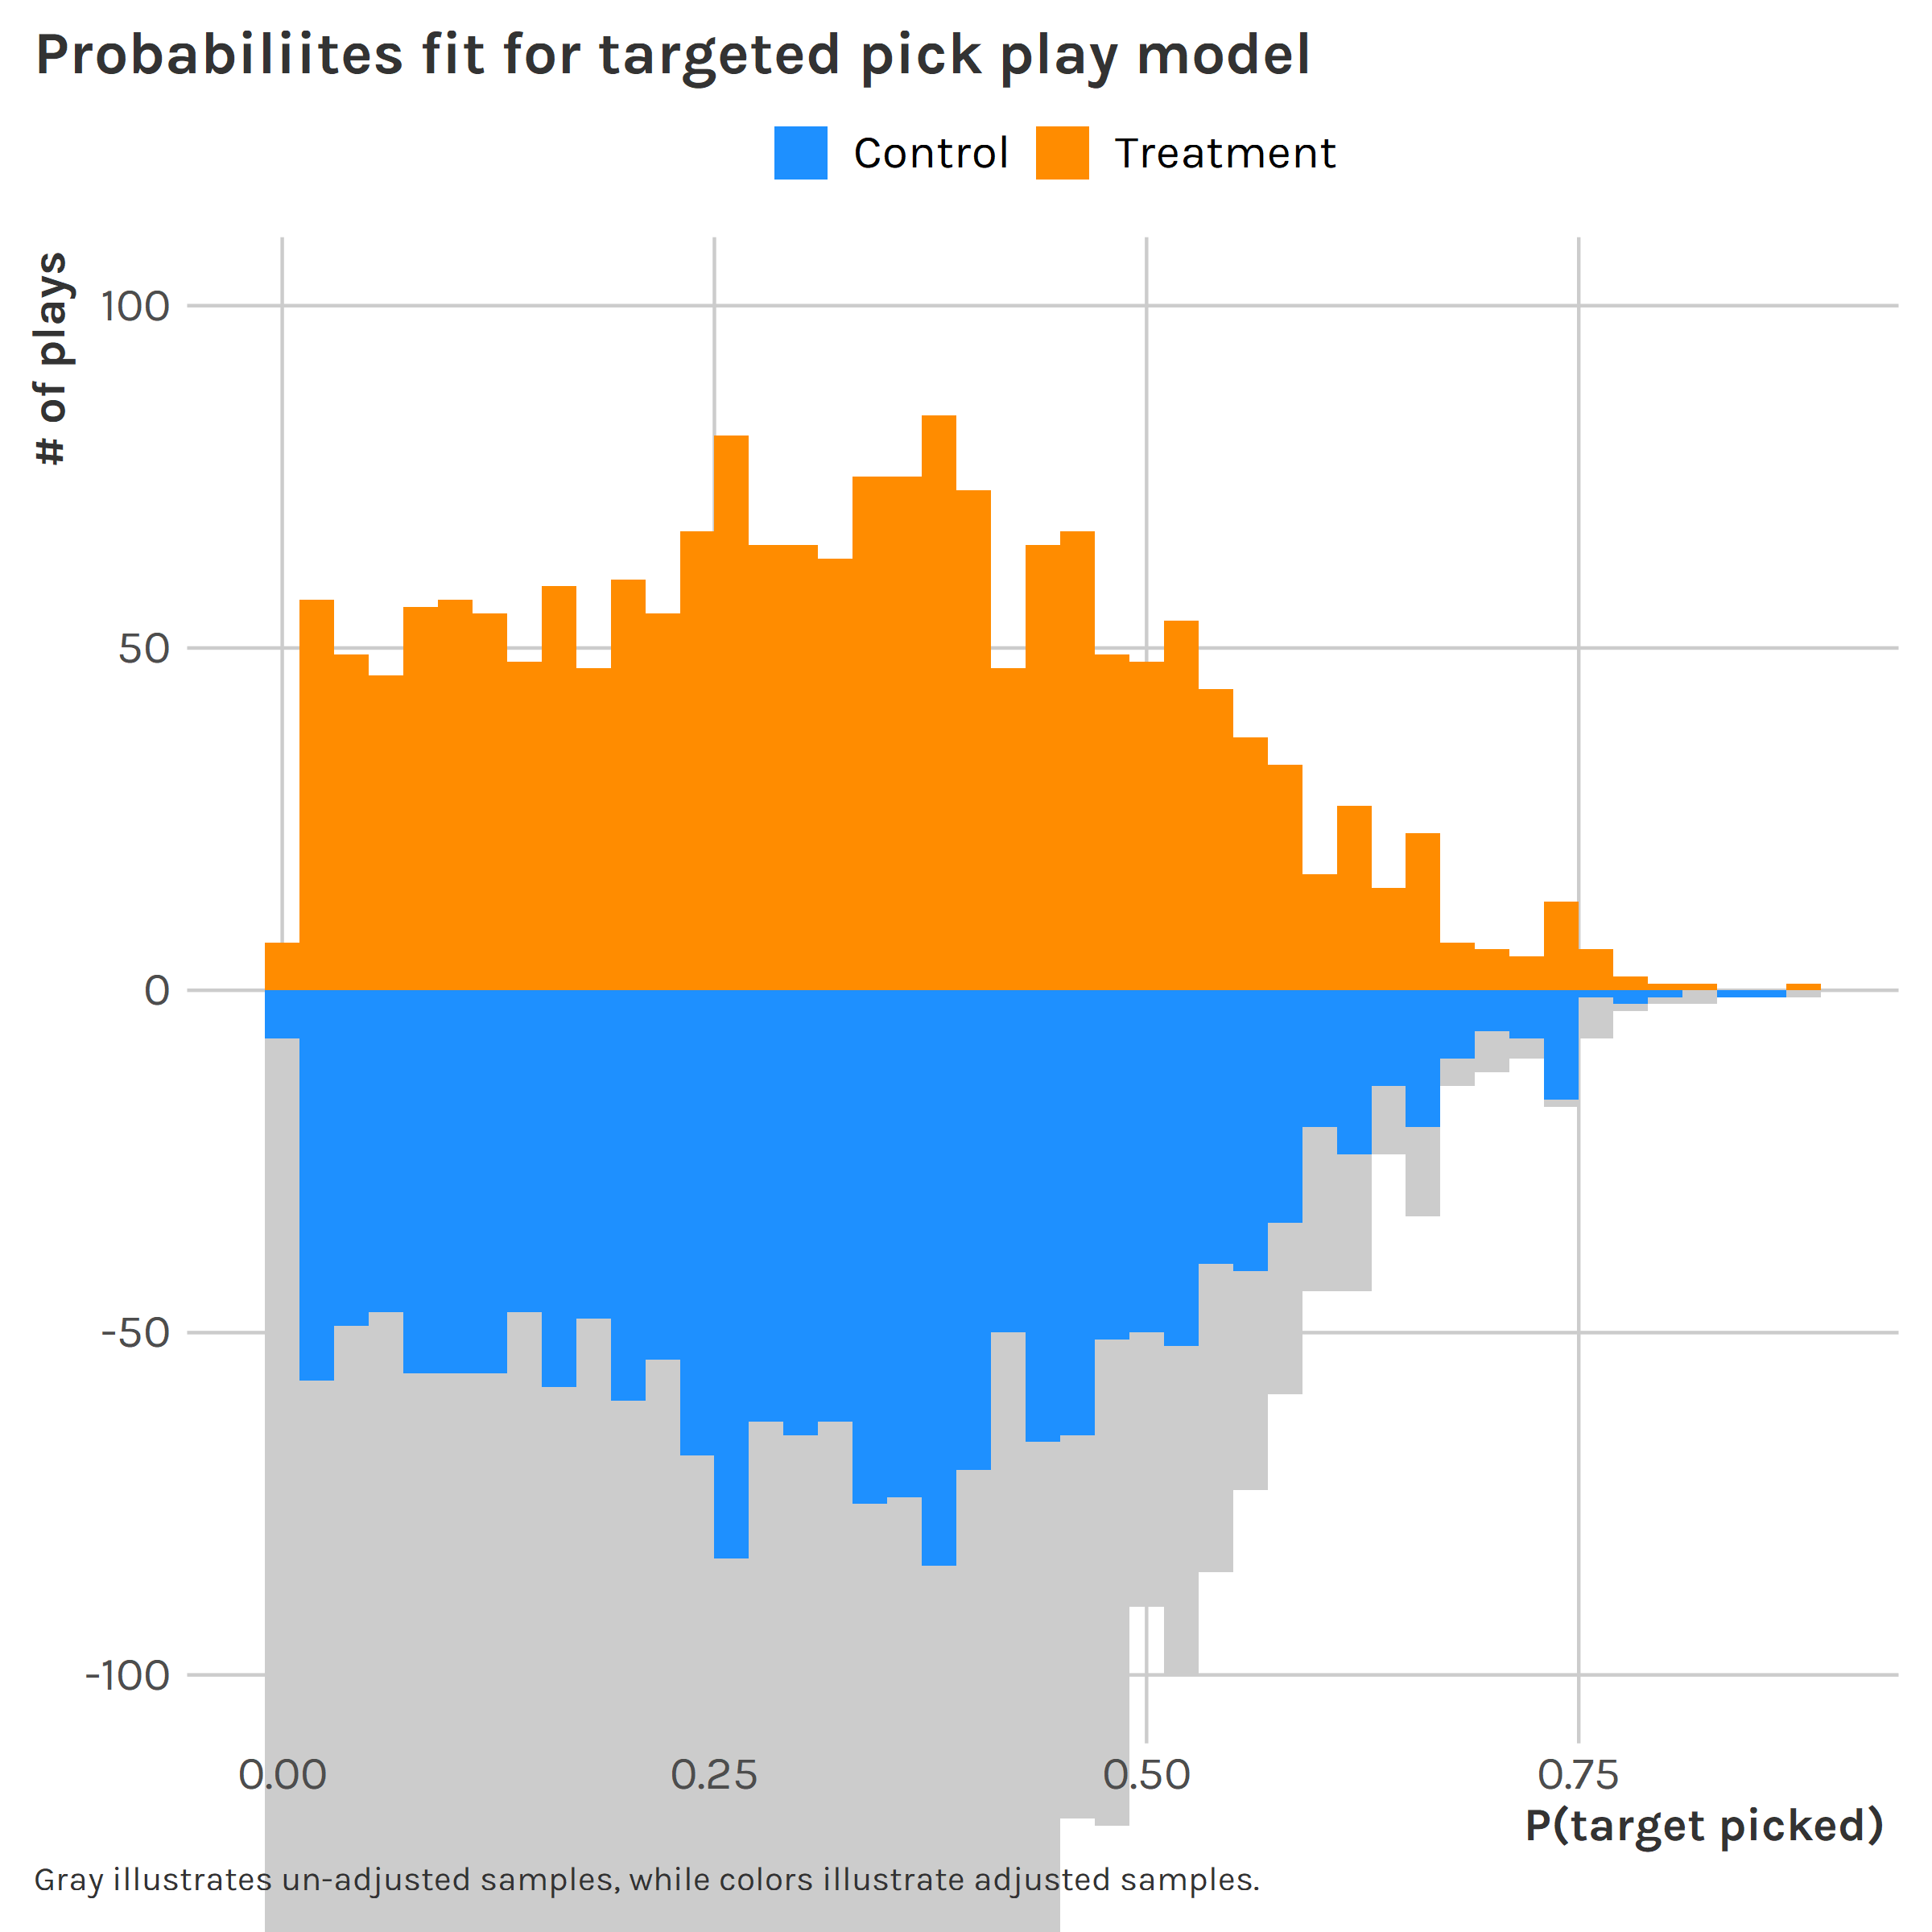 Probabiliites fit for targeted pick play model
Control Treatment
# of plays
100
50
0
-50
-100
0.00 0.25 0.50 0.75
P(target picked)
Gray illustrates un-adjusted samples, while colors illustrate adjusted samples.